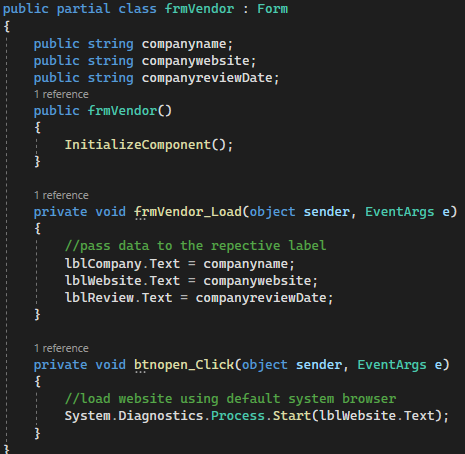 public partial class frmVendor : Form
{
public string companyname;
public string companywebsite;
public string companyreviewDate;
1 reference
public frmVendor()
{
InitializeComponent();
}
1 reference
private void frmVendor_Load(object sender, EventArgs e)
{
//pass data to the repective label
lblCompany.Text = companyname;
lblWebsite.Text = companywebsite;
lblReview.Text = companyreviewDate;
}
1 reference
private void btnopen_Click(object sender, EventArgs e)
{
//load website using default system browser
System.Diagnostics.Process.Start(lblWebsite.Text);
}
}